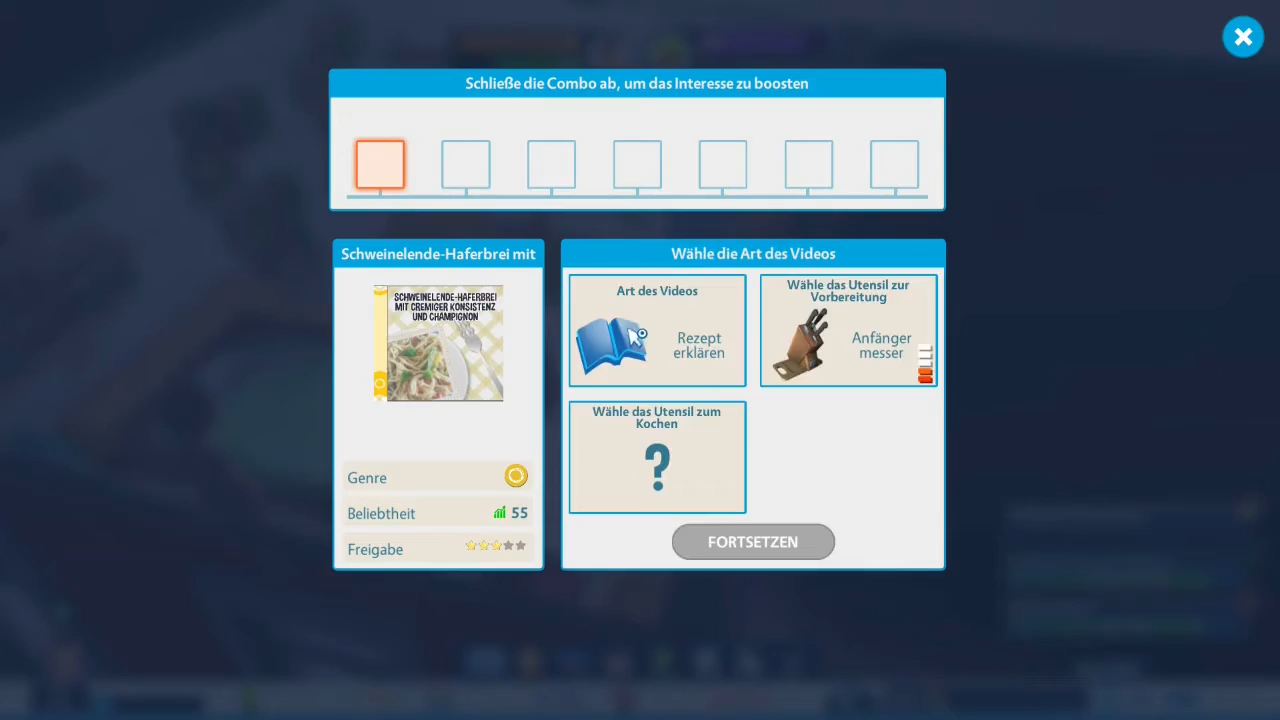 Schließe die Combo ab, um das Interesse zu boosten
Schweinelende-Haferbrei mit
SCHWEINELENDE-HAFERBREI
MIT CREMIGER KONSISTENZ
UND CHAMPIGNON
Genre
Beliebtheit
55
Freigabe
Wähle die Art des Videos
Art des Videos
Rezept
erklären
Wähle das Utensil zur
Vorbereitung
Anfänger
messer
Wähle das Utensil zum
Kochen
?
FORTSETZEN